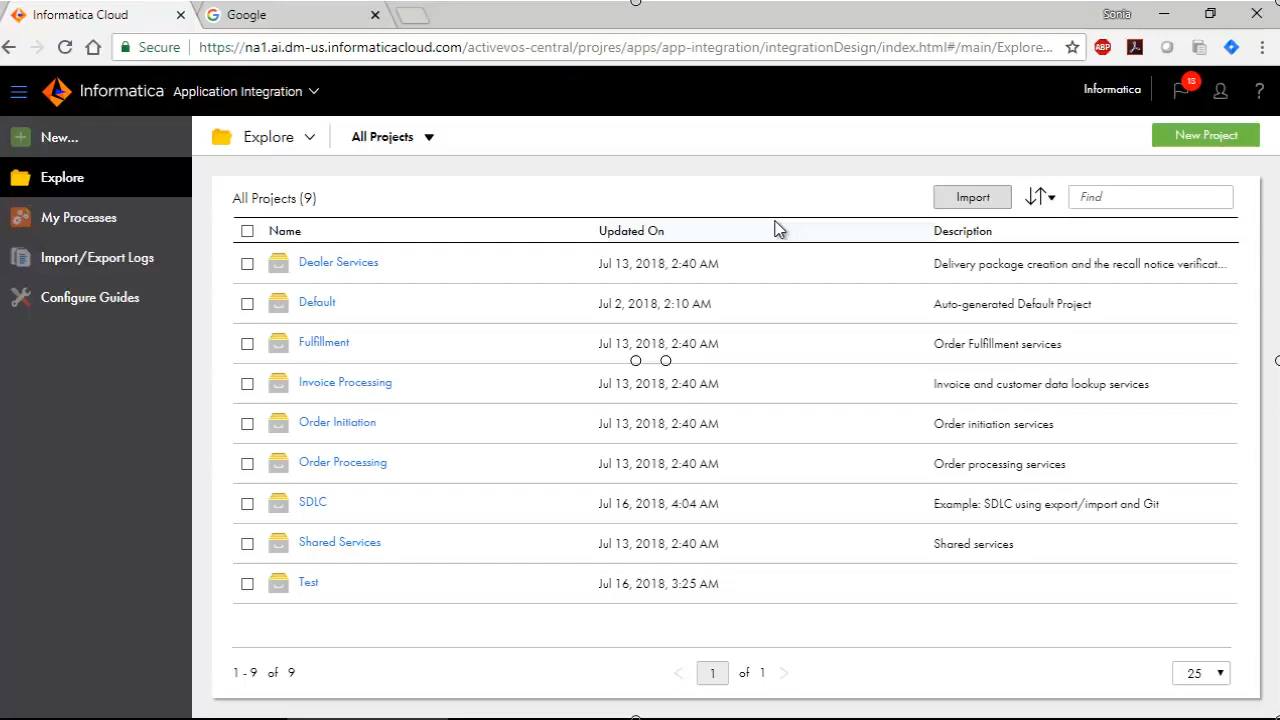 Informatica Cloud
Google
Sonia
Secure https://na1.ai.dm-us.informaticacloud.com/activevos-central/projres/apps/app-integration/integrationDesign/index.html#/main/Explore...
ABP
Informatica Application Integration
Informatica
13
?
New...
Explore
My Processes
Import/Export Logs
Configure Guides
Explore All Projects
New Project
All Projects (9)
Import
Find
Name Updated On Description
Dealer Services Jul 13, 2018, 2:40 AM Delivery package creation and the recall notice verificat...
Default Jul 2, 2018, 2:10 AM Auto-generated Default Project
Fulfillment Jul 13, 2018, 2:40 AM Order Fulfillment services
Invoice Processing Jul 13, 2018, 2:40 AM Invoice and customer data lookup services
Order Initiation Jul 13, 2018, 2:40 AM Order initiation services
Order Processing Jul 13, 2018, 2:40 AM Order processing services
SDLC Jul 16, 2018, 4:04 AM Example: SDLC using export/import and Git
Shared Services Jul 13, 2018, 2:40 AM Shared services
Test Jul 16, 2018, 3:25 AM
1 - 9 of 9
1 of 1
25